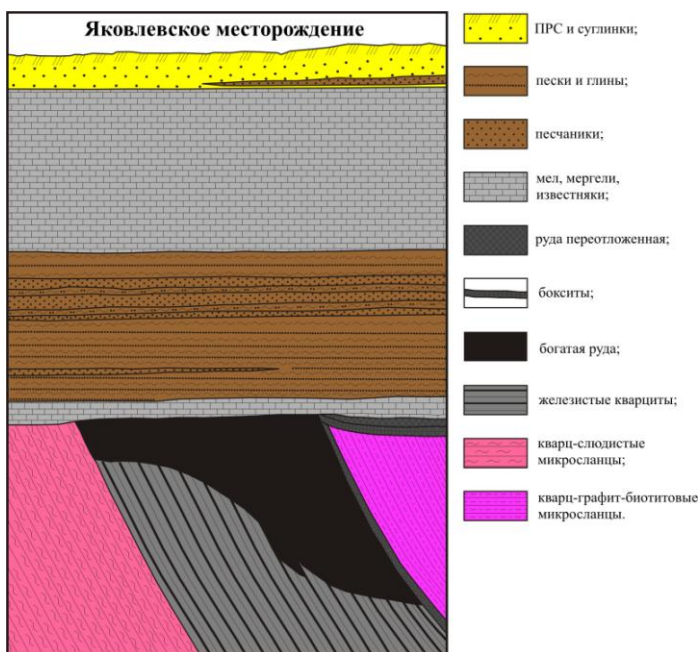 Яковлевское месторождение
ПРС и суглинки;
пески и глины;
песчаники;
мел, мергели,
известняки;
руда переотложенная;
бокситы;
богатая руда;
железистые кварциты;
кварц-слюдистые
микросланцы;
кварц-графит-биотитовые
микросланцы.